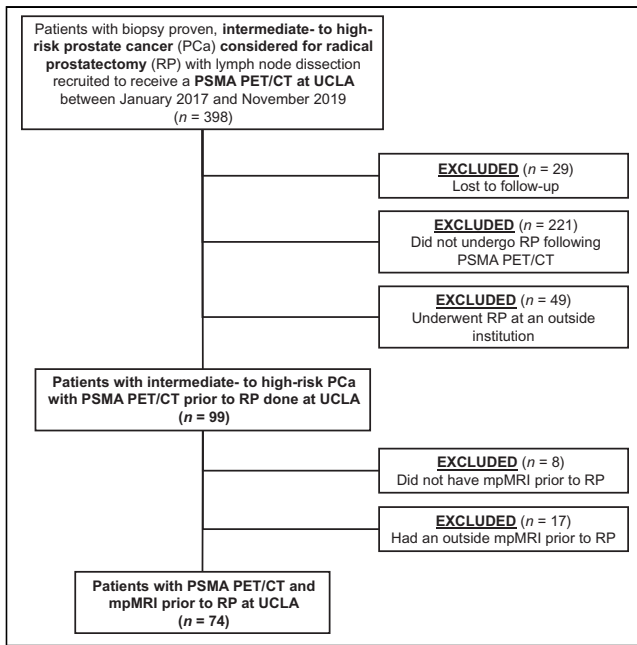 Patients with biopsy proven, intermediate- to high-
risk prostate cancer (PCa) considered for radical
prostatectomy (RP) with lymph node dissection
recruited to receive a PSMA PET/CT at UCLA
between January 2017 and November 2019
(n = 398)
EXCLUDED (n = 29)
Lost to follow-up
EXCLUDED (n = 221)
Did not undergo RP following
PSMA PET/CT
EXCLUDED (n = 49)
Underwent RP at an outside
institution
Patients with intermediate- to high-risk PCa
with PSMA PET/CT prior to RP done at UCLA
(n = 99)
EXCLUDED (n = 8)
Did not have mpMRI prior to RP
EXCLUDED (n = 17)
Had an outside mpMRI prior to RP
Patients with PSMA PET/CT and
mpMRI prior to RP at UCLA
(n = 74)